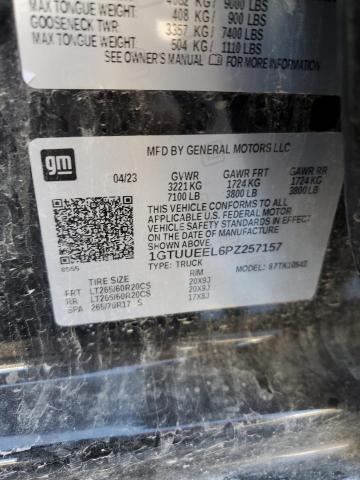 MAX TONGUE WEIGHT: 408 KG / 900 LBS
GOOSENECK TWR: 3357 KG / 7400 LBS
MAX TONGUE WEIGHT: 504 KG / 1110 LBS
SEE OWNER'S MANUAL FOR ADDITIONAL
gm
MFD BY GENERAL MOTORS LLC
04/23 GVWR GAWR FRT GAWR RR
3221 KG 1724 KG 1724 KG
7100 LB 3800 LB 3800 LB
THIS VEHICLE CONFORMS TO ALL APPLICABLE U.S. FEDERAL MOTOR VEHICLE SAFETY STANDARDS IN EFFECT ON THE DATE OF MANUFACTURE SHOWN ABOVE.
1GTUUEEL6PZ257157
TYPE: TRUCK
TIRE SIZE RIM
FRT LT265/60R20CS 20X9J
RR LT265/60R20CS 20X9J
SPA 265/70R17 S 17X8J